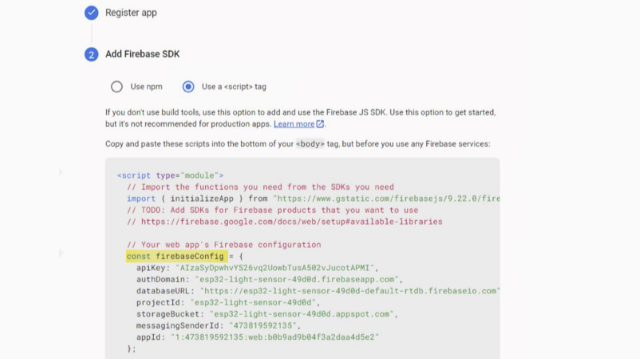 Register app
2 Add Firebase SDK
Use npm Use a <script> tag
If you don't use build tools, use this option to add and use the Firebase JS SDK. Use this option to get started,
but it's not recommended for production apps. Learn more
Copy and paste these scripts into the bottom of your <body> tag, but before you use any Firebase services:
<script type="module">
// Import the functions you need from the SDKs you need
import { initializeApp } from "https://www.gstatic.com/firebasejs/9.22.0/fire
// TODO: Add SDKs for Firebase products that you want to use
// https://firebase.google.com/docs/web/setup#available-libraries
// Your web app's Firebase configuration
const firebaseConfig = {
apiKey: "AIzaSyDpwhvYS26vq2UowbTusA502vJucotAPMI",
authDomain: "esp32-light-sensor-49d0d.firebaseapp.com",
databaseURL: "https://esp32-light-sensor-49d0d-default-rtdb.firebaseio.com"
projectId: "esp32-light-sensor-49d0d",
storageBucket: "esp32-light-sensor-49d0d.appspot.com",
messagingSenderId: "473819592135",
appId: "1:473819592135:web:b0b9ad9b04f3a2daa4d5e2"
};